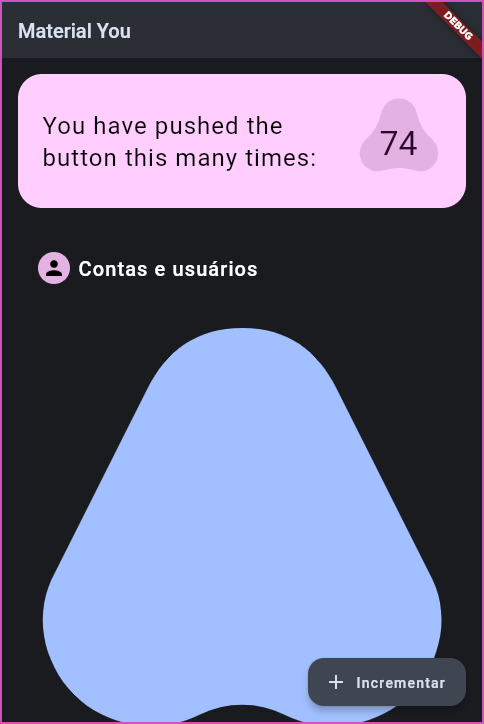 Material You
DEBUG
You have pushed the
button this many times:
74
Contas e usuários
Incrementar